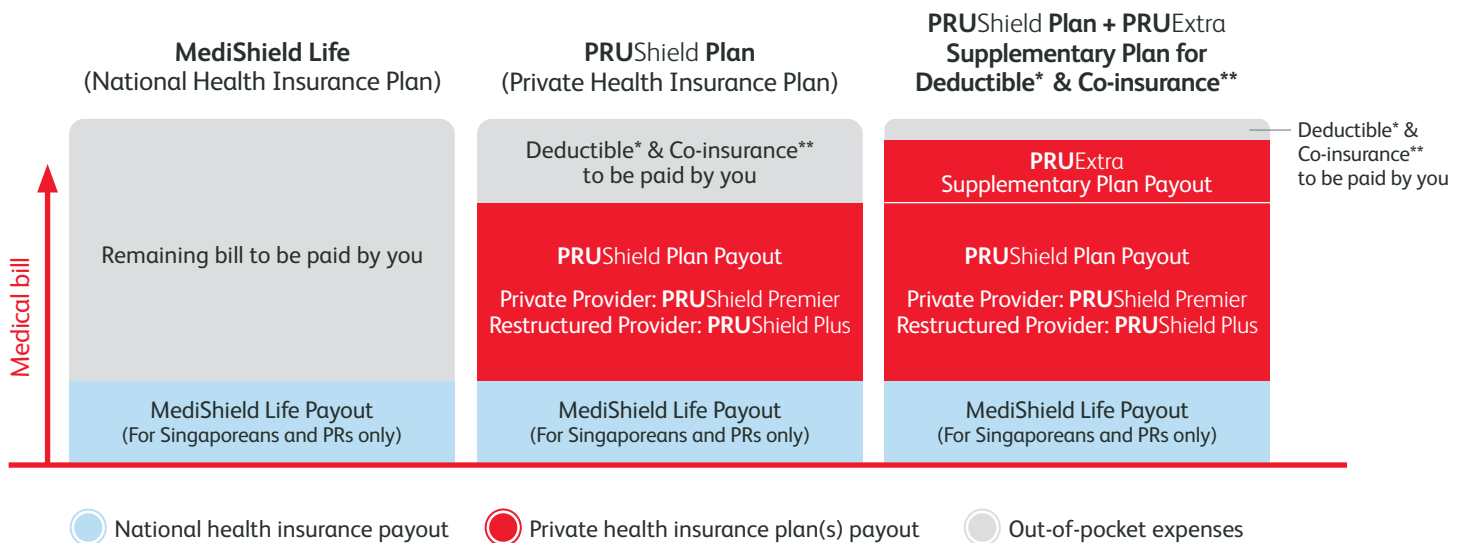 MediShield Life
(National Health Insurance Plan)
PRUShield Plan
(Private Health Insurance Plan)
PRUShield Plan + PRUExtra
Supplementary Plan for
Deductible* & Co-insurance**
Medical bill
Remaining bill to be paid by you
MediShield Life Payout
(For Singaporeans and PRs only)
Deductible* & Co-insurance**
to be paid by you
PRUShield Plan Payout
Private Provider: PRUShield Premier
Restructured Provider: PRUShield Plus
MediShield Life Payout
(For Singaporeans and PRs only)
PRUExtra
Supplementary Plan Payout
PRUShield Plan Payout
Private Provider: PRUShield Premier
Restructured Provider: PRUShield Plus
MediShield Life Payout
(For Singaporeans and PRs only)
Deductible* &
Co-insurance**
to be paid by you
National health insurance payout
Private health insurance plan(s) payout
Out-of-pocket expenses